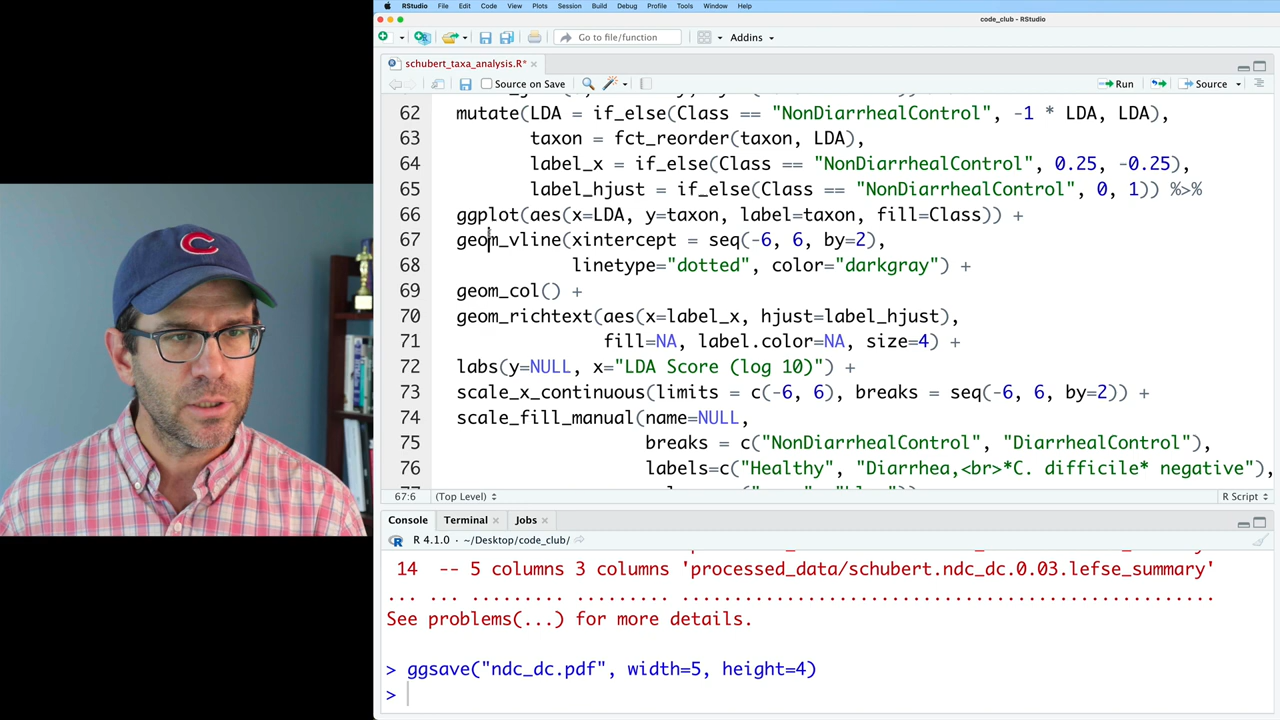 RStudio File Edit Code View Plots Session Build Debug Profile Tools Window Help
code_club - RStudio
Go to file/function Addins
schubert_taxa_analysis.R*
Source on Save Run Source
62 mutate(LDA = if_else(Class == "NonDiarrhealControl", -1 * LDA, LDA),
63 taxon = fct_reorder(taxon, LDA),
64 label_x = if_else(Class == "NonDiarrhealControl", 0.25, -0.25),
65 label_hjust = if_else(Class == "NonDiarrhealControl", 0, 1)) %>%
66 ggplot(aes(x=LDA, y=taxon, label=taxon, fill=Class)) +
67 geom_vline(xintercept = seq(-6, 6, by=2),
68 linetype="dotted", color="darkgray") +
69 geom_col() +
70 geom_richtext(aes(x=label_x, hjust=label_hjust),
71 fill=NA, label.color=NA, size=4) +
72 labs(y=NULL, x="LDA Score (log 10)") +
73 scale_x_continuous(limits = c(-6, 6), breaks = seq(-6, 6, by=2)) +
74 scale_fill_manual(name=NULL,
75 breaks = c("NonDiarrhealControl", "DiarrhealControl"),
76 labels=c("Healthy", "Diarrhea,<br>*C. difficile* negative"),
67:6 (Top Level) R Script
Console Terminal Jobs
R 4.1.0 · ~/Desktop/code_club/
14 -- 5 columns 3 columns 'processed_data/schubert.ndc_dc.0.03.lefse_summary'
... ... ... ......... ......... .......................................................
See problems(...) for more details.
> ggsave("ndc_dc.pdf", width=5, height=4)
>